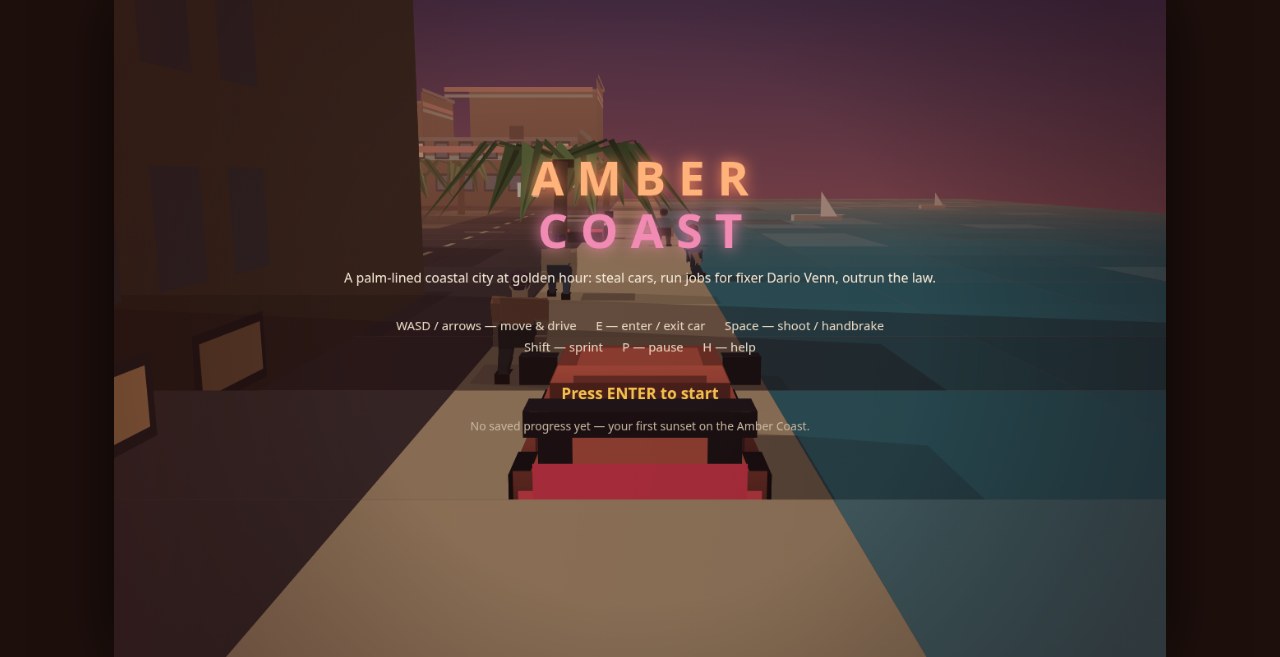 AMBER
COAST
A palm-lined coastal city at golden hour: steal cars, run jobs for fixer Dario Venn, outrun the law.
WASD / arrows — move & drive E — enter / exit car Space — shoot / handbrake
Shift — sprint P — pause H — help
Press ENTER to start
No saved progress yet — your first sunset on the Amber Coast.